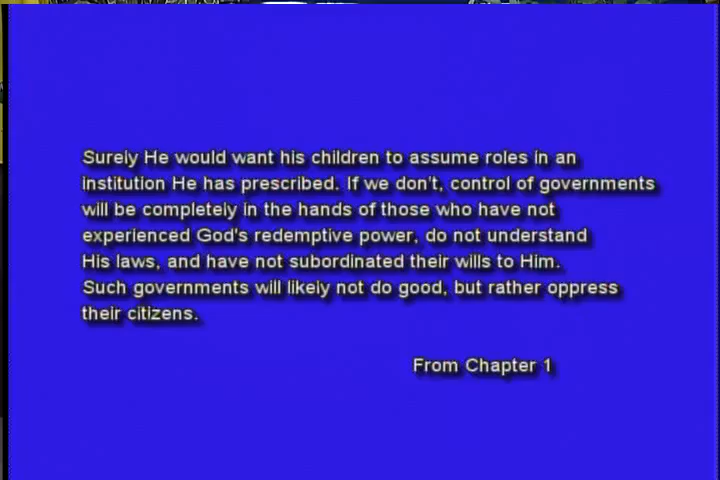 Surely He would want his children to assume roles in an
institution He has prescribed. If we don't, control of governments
will be completely in the hands of those who have not
experienced God's redemptive power, do not understand
His laws, and have not subordinated their wills to Him.
Such governments will likely not do good, but rather oppress
their citizens.
From Chapter 1